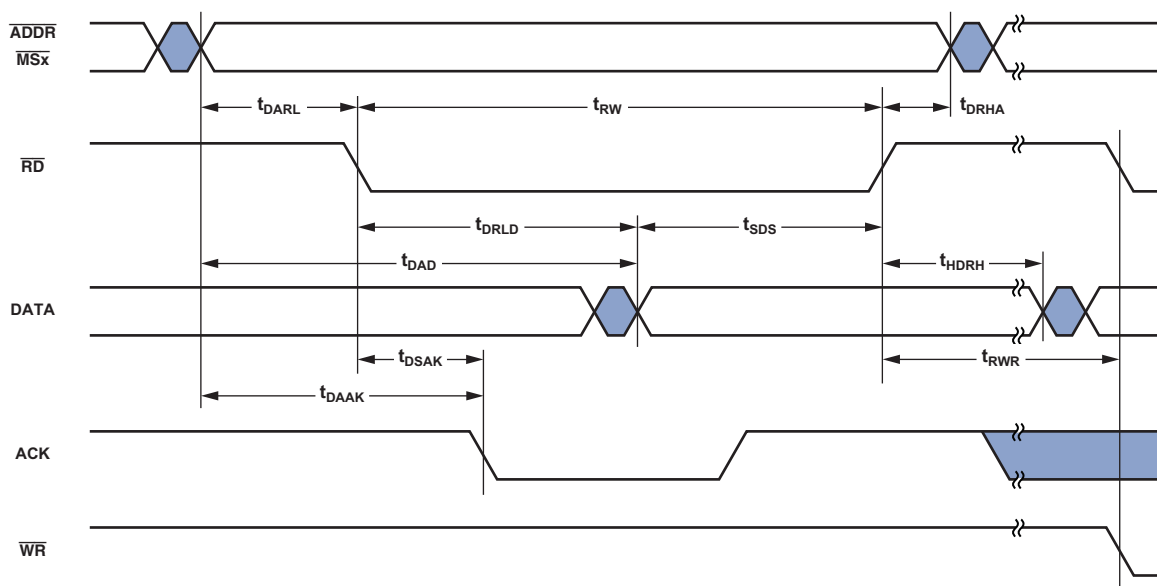 ADDR
MSx
tDARL
tRW
tDRHA
RD
tDRLD
tSDS
tDAD
tHDRH
DATA
tDSAK
tRWR
tDAAK
ACK
WR